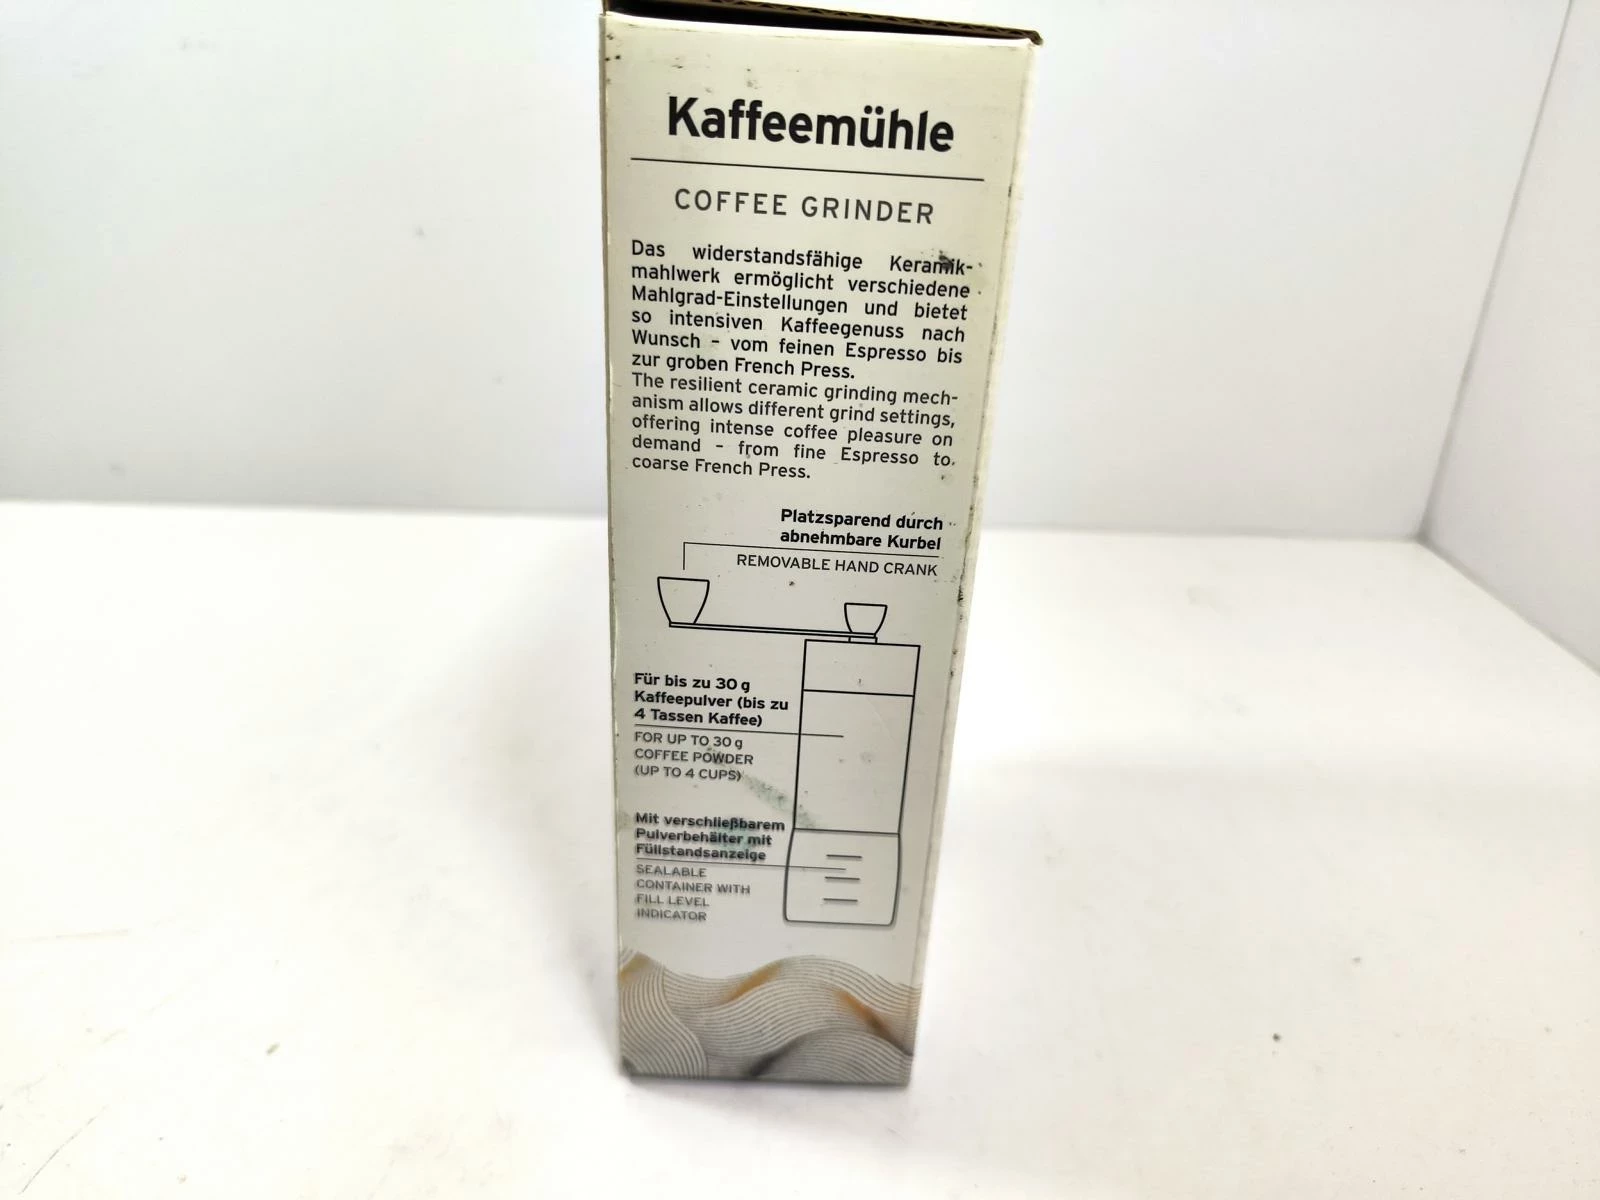 Kaffeemühle
COFFEE GRINDER
Das widerstandsfähige Keramik-
mahlwerk ermöglicht verschiedene
Mahlgrad-Einstellungen und bietet
so intensiven Kaffeegenuss nach
Wunsch - vom feinen Espresso bis
zur groben French Press.
The resilient ceramic grinding mech-
anism allows different grind settings,
offering intense coffee pleasure on
demand - from fine Espresso to
coarse French Press.
Platzsparend durch
abnehmbare Kurbel
REMOVABLE HAND CRANK
Für bis zu 30 g
Kaffeepulver (bis zu
4 Tassen Kaffee)
FOR UP TO 30 g
COFFEE POWDER
(UP TO 4 CUPS)
Mit verschließbarem
Pulverbehälter mit
Füllstandsanzeige
SEALABLE
CONTAINER WITH
FILL LEVEL
INDICATOR